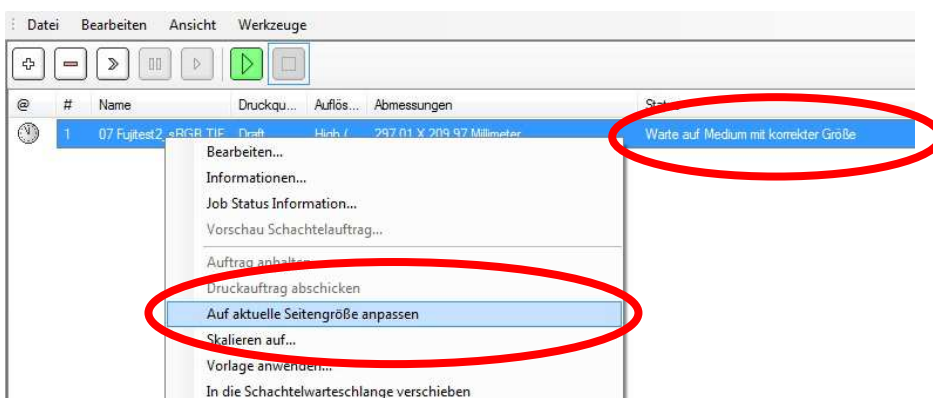 Datei Bearbeiten Ansicht Werkzeuge
@ # Name Druckqu... Auflös... Abmessungen
1 07 Fujitest2_sRGB.TIF Draft High ( 297.01 X 209.97 Millimeter Warte auf Medium mit korrekter Größe
Bearbeiten...
Informationen...
Job Status Information...
Vorschau Schachtelauftrag...
Auftrag anhalten
Druckauftrag abschicken
Auf aktuelle Seitengröße anpassen
Skalieren auf...
Vorlage anwenden...
In die Schachtelwarteschlange verschieben